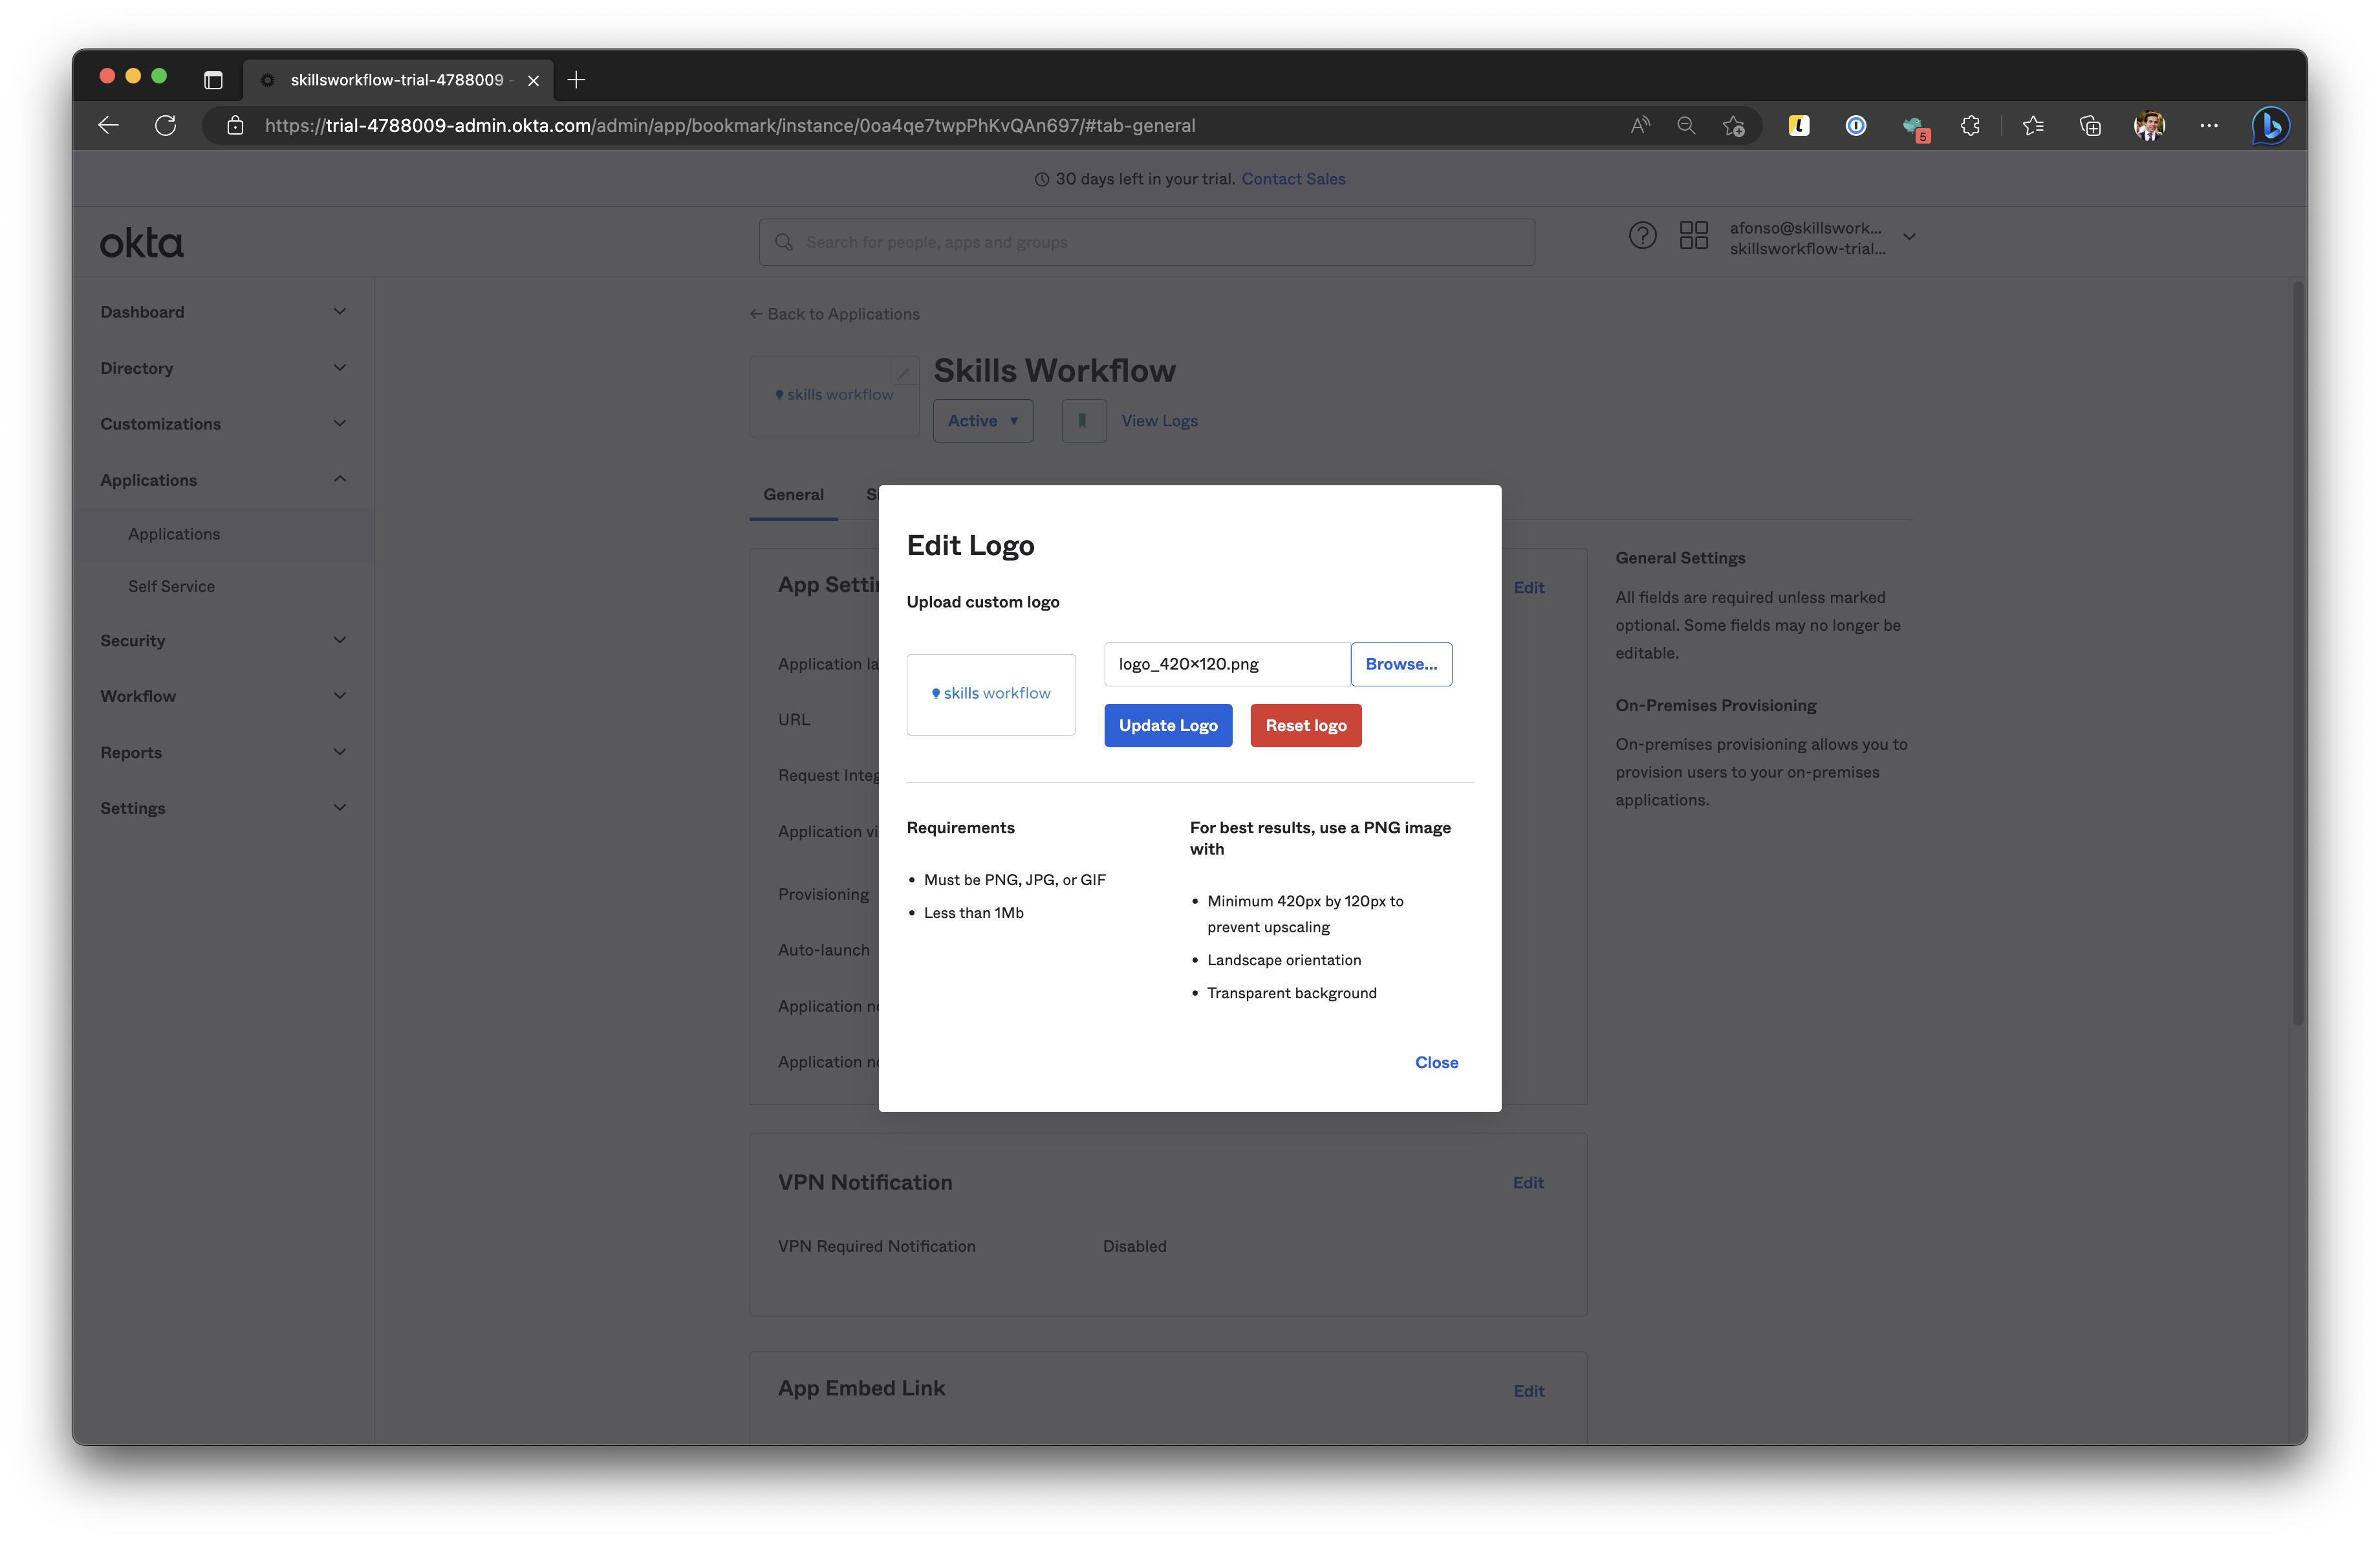 skillsworkflow-trial-4788009 -
https://trial-4788009-admin.okta.com/admin/app/bookmark/instance/0oa4qe7twpPhKvQAn697/#tab-general
5
30 days left in your trial. Contact Sales
okta
Search for people, apps and groups
afonso@skillswork...
skillsworkflow-trial...
Dashboard
Directory
Customizations
Applications
Applications
Self Service
Security
Workflow
Reports
Settings
← Back to Applications
skills workflow
Skills Workflow
Active
View Logs
General
App Setti
Edit
Application la
URL
Request Integ
Application vi
Provisioning
Auto-launch
Application n
Application n
Edit Logo
Upload custom logo
skills workflow
logo_420x120.png
Browse...
Update Logo
Reset logo
Requirements
• Must be PNG, JPG, or GIF
• Less than 1Mb
For best results, use a PNG image
with
• Minimum 420px by 120px to
prevent upscaling
• Landscape orientation
• Transparent background
Close
General Settings
All fields are required unless marked
optional. Some fields may no longer be
editable.
On-Premises Provisioning
On-premises provisioning allows you to
provision users to your on-premises
applications.
VPN Notification
Edit
VPN Required Notification
Disabled
App Embed Link
Edit